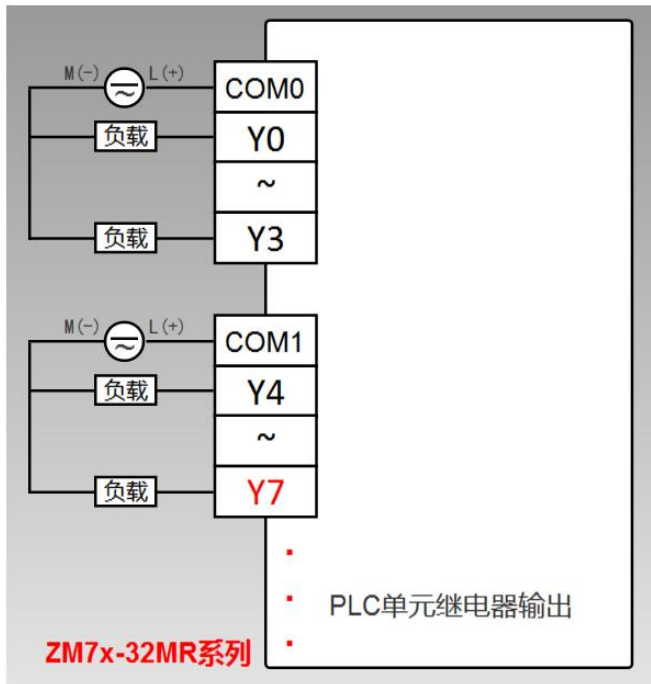 M(-) L(+) COM0
负载 Y0
~
负载 Y3
M(-) L(+) COM1
负载 Y4
~
负载 Y7
PLC单元继电器输出
ZM7x-32MR系列